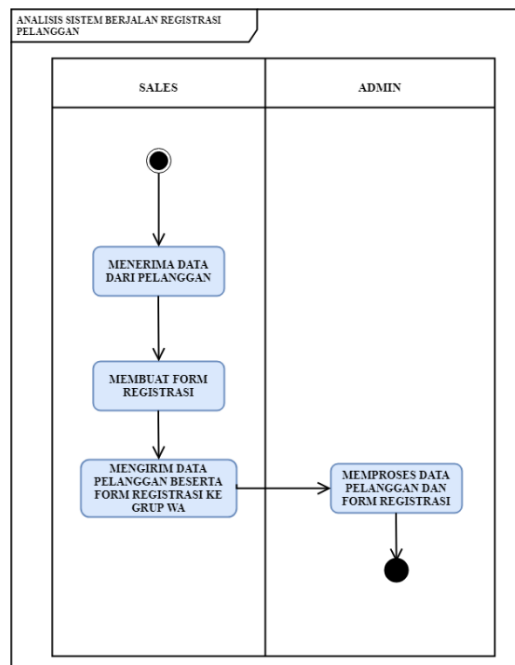 ANALISIS SISTEM BERJALAN REGISTRASI
PELANGGAN
SALES
ADMIN
MENERIMA DATA
DARI PELANGGAN
MEMBUAT FORM
REGISTRASI
MENGIRIM DATA
PELANGGAN BESERTA
FORM REGISTRASI KE
GRUP WA
MEMPROSES DATA
PELANGGAN DAN
FORM REGISTRASI